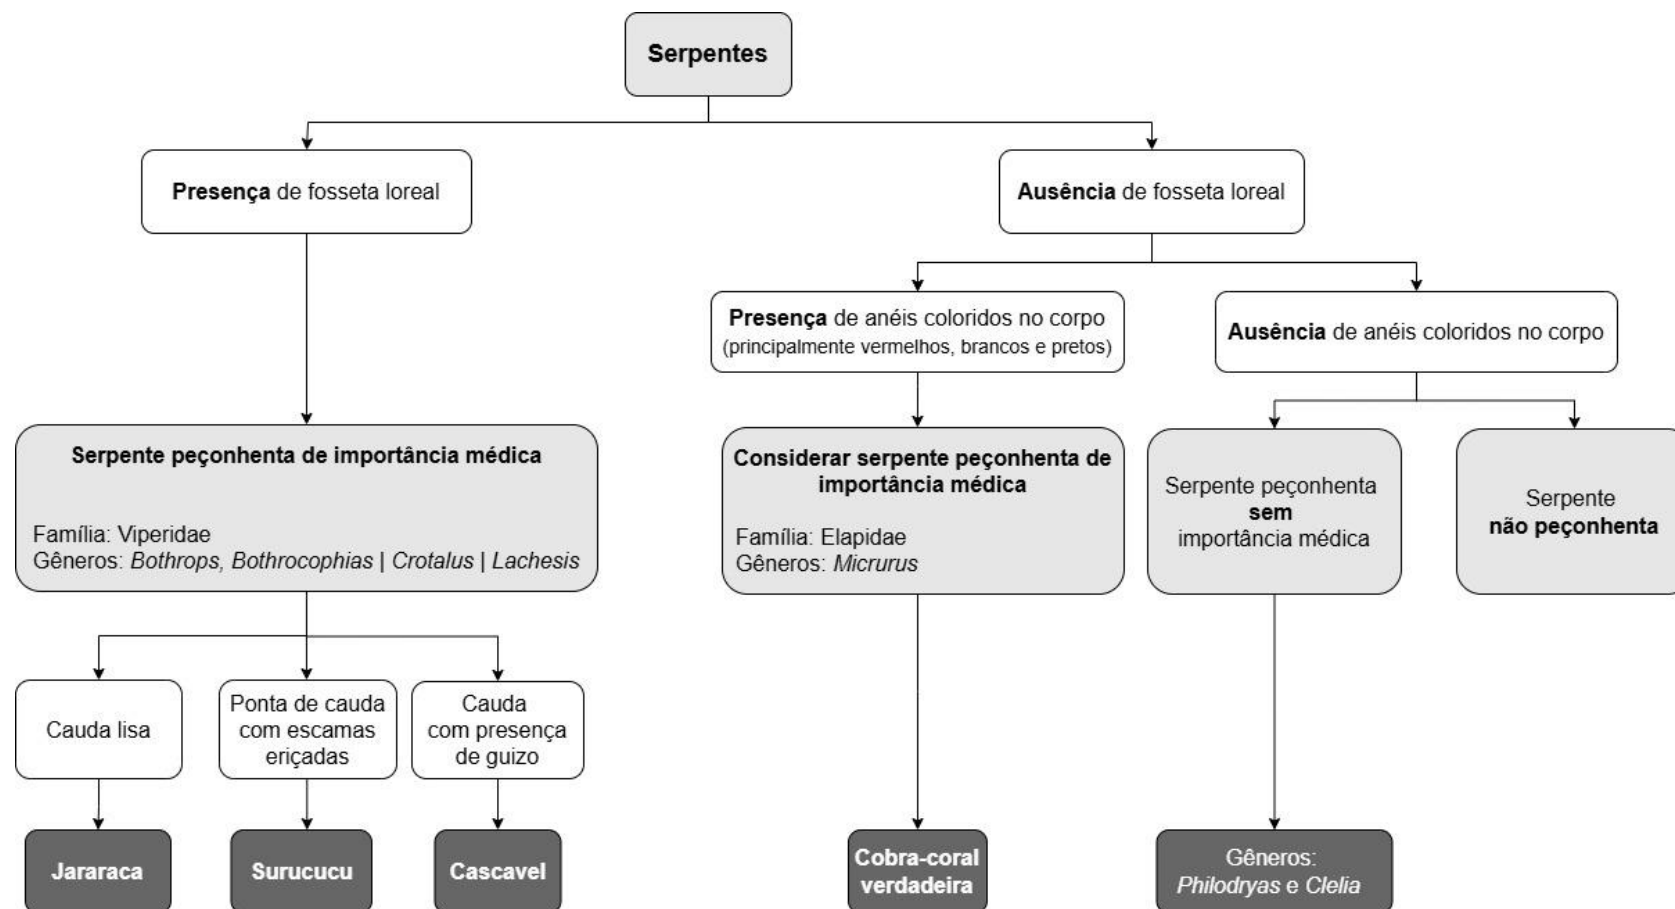 Serpentes
Presença de fosseta loreal
Ausência de fosseta loreal
Presença de anéis coloridos no corpo
(principalmente vermelhos, brancos e pretos)
Ausência de anéis coloridos no corpo
Serpente peçonhenta de importância médica
Família: Viperidae
Gêneros: Bothrops, Bothrocophias | Crotalus | Lachesis
Considerar serpente peçonhenta de
importância médica
Família: Elapidae
Gêneros: Micrurus
Serpente peçonhenta
sem
importância médica
Serpente
não peçonhenta
Cauda lisa
Ponta de cauda
com escamas
eriçadas
Cauda
com presença
de guizo
Jararaca
Surucucu
Cascavel
Cobra-coral
verdadeira
Gêneros:
Philodryas e Clelia